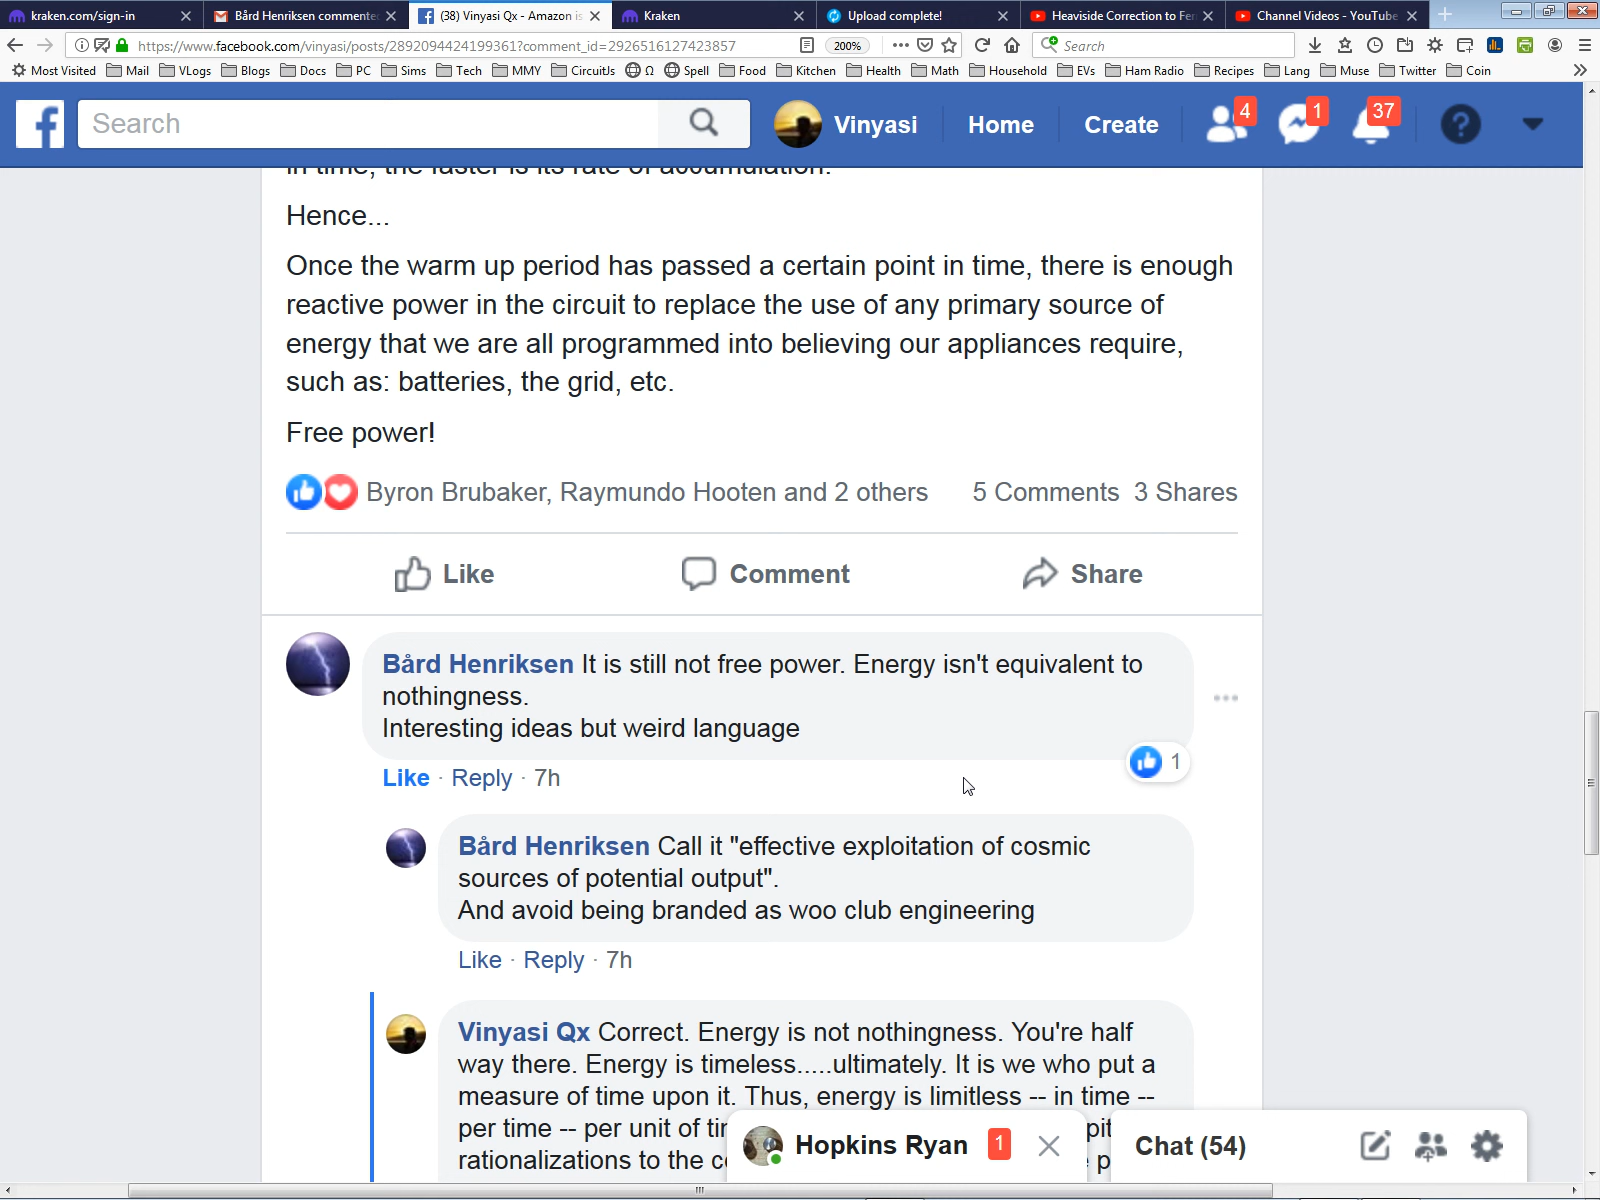 kraken.com/sign-in
Bård Henriksen commente
(38) Vinyasi Qx - Amazon is
Kraken
Upload complete!
Heaviside Correction to Fer
Channel Videos - YouTube
https://www.facebook.com/vinyasi/posts/2892094424199361?comment_id=2926516127423857
200%
Search
Most Visited Mail VLogs Blogs Docs PC Sims Tech MMY CircuitJs Ω Spell Food Kitchen Health Math Household EVs Ham Radio Recipes Lang Muse Twitter Coin
Search
Vinyasi
Home
Create
4
1
37
in time, the faster is its rate of accumulation.
Hence...
Once the warm up period has passed a certain point in time, there is enough
reactive power in the circuit to replace the use of any primary source of
energy that we are all programmed into believing our appliances require,
such as: batteries, the grid, etc.
Free power!
Byron Brubaker, Raymundo Hooten and 2 others 5 Comments 3 Shares
Like Comment Share
Bård Henriksen It is still not free power. Energy isn't equivalent to
nothingness.
Interesting ideas but weird language
1
Like · Reply · 7h
Bård Henriksen Call it "effective exploitation of cosmic
sources of potential output".
And avoid being branded as woo club engineering
Like · Reply · 7h
Vinyasi Qx Correct. Energy is not nothingness. You're half
way there. Energy is timeless.....ultimately. It is we who put a
measure of time upon it. Thus, energy is limitless -- in time --
per time -- per unit of tim pit
rationalizations to the co p
Hopkins Ryan 1
Chat (54)